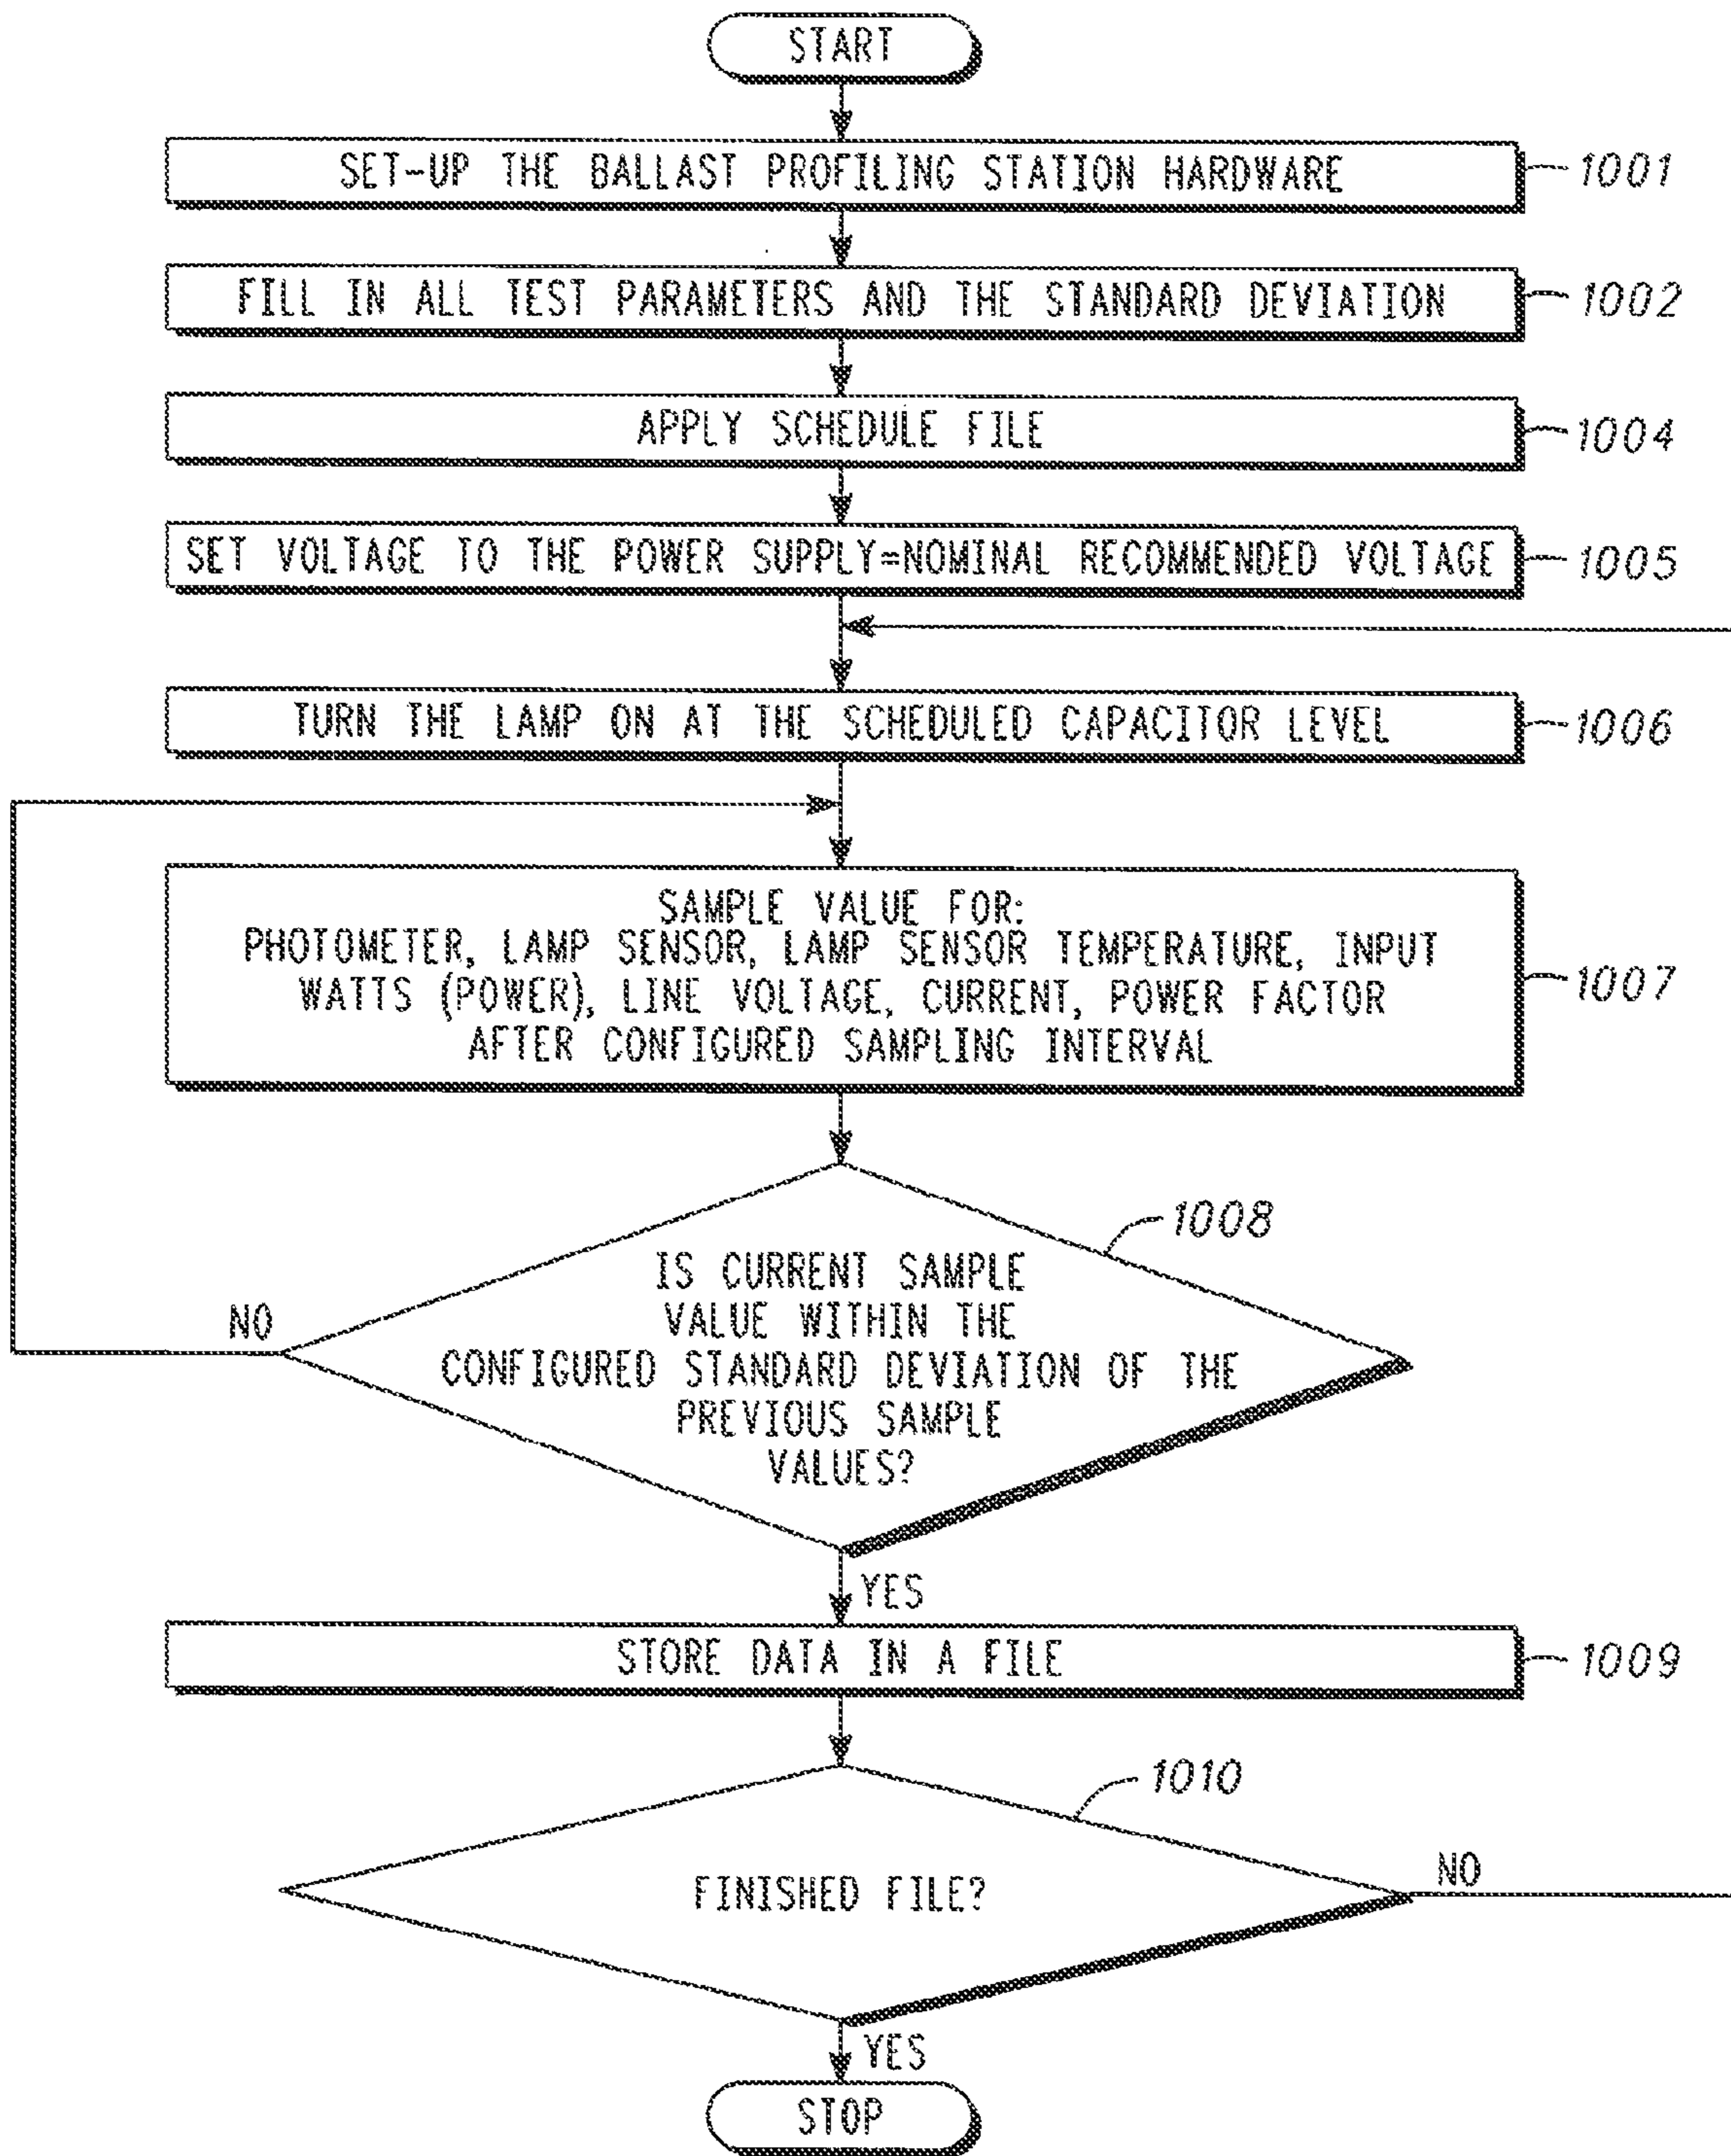 START
SET-UP THE BALLAST PROFILING STATION HARDWARE
1001
FILL IN ALL TEST PARAMETERS AND THE STANDARD DEVIATION
1002
APPLY SCHEDULE FILE
1004
SET VOLTAGE TO THE POWER SUPPLY=NOMINAL RECOMMENDED VOLTAGE
1005
TURN THE LAMP ON AT THE SCHEDULED CAPACITOR LEVEL
1006
SAMPLE VALUE FOR:
PHOTOMETER, LAMP SENSOR, LAMP SENSOR TEMPERATURE, INPUT
WATTS (POWER), LINE VOLTAGE, CURRENT, POWER FACTOR
AFTER CONFIGURED SAMPLING INTERVAL
1007
1008
IS CURRENT SAMPLE
VALUE WITHIN THE
CONFIGURED STANDARD DEVIATION OF THE
PREVIOUS SAMPLE
VALUES?
NO
YES
STORE DATA IN A FILE
1009
1010
FINISHED FILE?
NO
YES
STOP